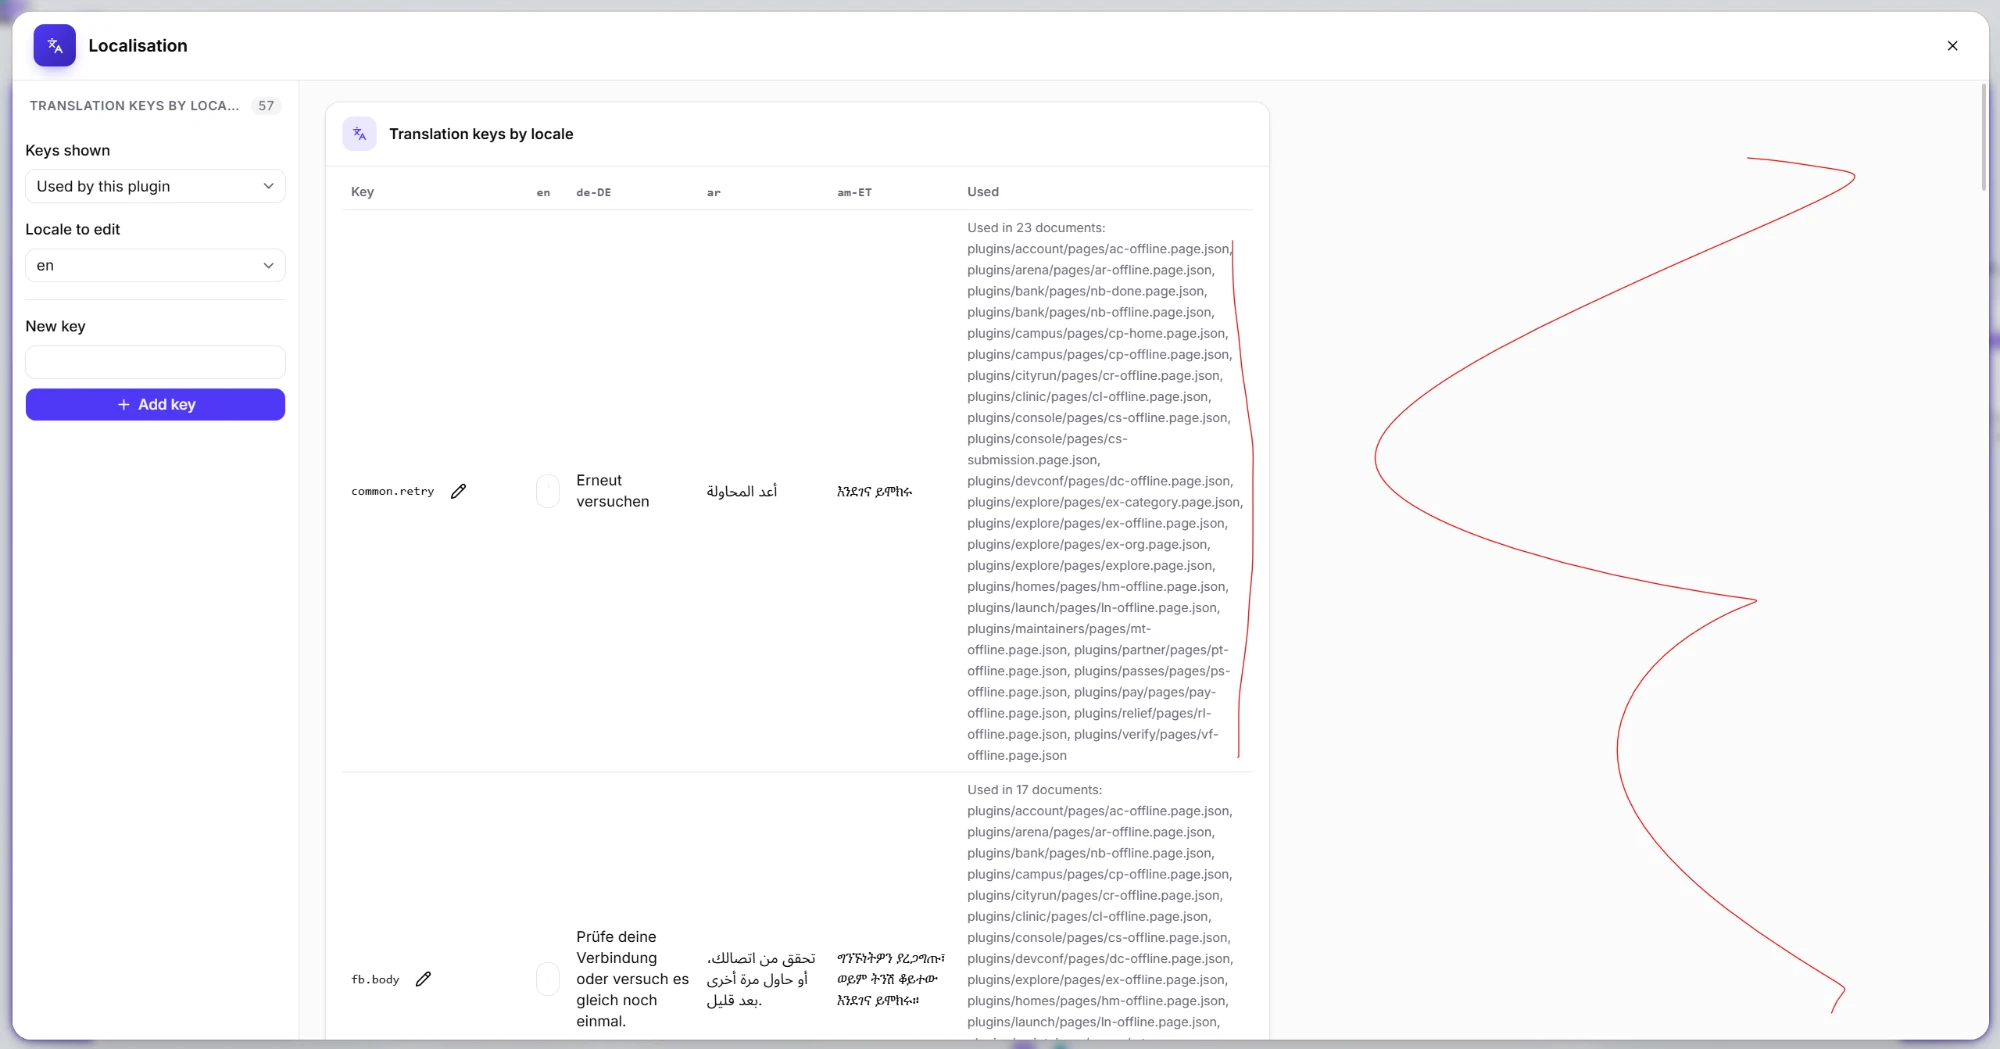 Localisation
TRANSLATION KEYS BY LOCA... 57
Keys shown
Used by this plugin
Locale to edit
en
New key
+ Add key
Translation keys by locale
Key en de-DE ar am-ET Used
common.retry
Erneut
versuchen
أعد المحاولة
እንደገና ይሞክሩ
Used in 23 documents:
plugins/account/pages/ac-offline.page.json,
plugins/arena/pages/ar-offline.page.json,
plugins/bank/pages/nb-done.page.json,
plugins/bank/pages/nb-offline.page.json,
plugins/campus/pages/cp-home.page.json,
plugins/campus/pages/cp-offline.page.json,
plugins/cityrun/pages/cr-offline.page.json,
plugins/clinic/pages/cl-offline.page.json,
plugins/console/pages/cs-offline.page.json,
plugins/console/pages/cs-
submission.page.json,
plugins/devconf/pages/dc-offline.page.json,
plugins/explore/pages/ex-category.page.json,
plugins/explore/pages/ex-offline.page.json,
plugins/explore/pages/ex-org.page.json,
plugins/explore/pages/explore.page.json,
plugins/homes/pages/hm-offline.page.json,
plugins/launch/pages/ln-offline.page.json,
plugins/maintainers/pages/mt-
offline.page.json, plugins/partner/pages/pt-
offline.page.json, plugins/passes/pages/ps-
offline.page.json, plugins/pay/pages/pay-
offline.page.json, plugins/relief/pages/rl-
offline.page.json, plugins/verify/pages/vf-
offline.page.json
fb.body
Prüfe deine
Verbindung
oder versuch es
gleich noch
einmal.
تحقق من اتصالك،
أو حاول مرة أخرى
بعد قليل.
ግንኙነትዎን ያረጋግጡ፣
ወይም ትንሽ ቆይተው
እንደገና ይሞክሩ።
Used in 17 documents:
plugins/account/pages/ac-offline.page.json,
plugins/arena/pages/ar-offline.page.json,
plugins/bank/pages/nb-offline.page.json,
plugins/campus/pages/cp-offline.page.json,
plugins/cityrun/pages/cr-offline.page.json,
plugins/clinic/pages/cl-offline.page.json,
plugins/console/pages/cs-offline.page.json,
plugins/devconf/pages/dc-offline.page.json,
plugins/explore/pages/ex-offline.page.json,
plugins/homes/pages/hm-offline.page.json,
plugins/launch/pages/ln-offline.page.json,